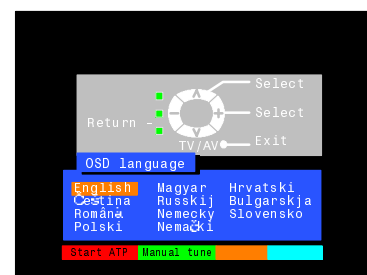 Select
Select
Return –
TV/AV
Exit
OSD language
English Magyar Hrvatski
Čeština Russkij Bulgarskja
Română Nemecky Slovensko
Polski Nemački
Start ATP Manual tune